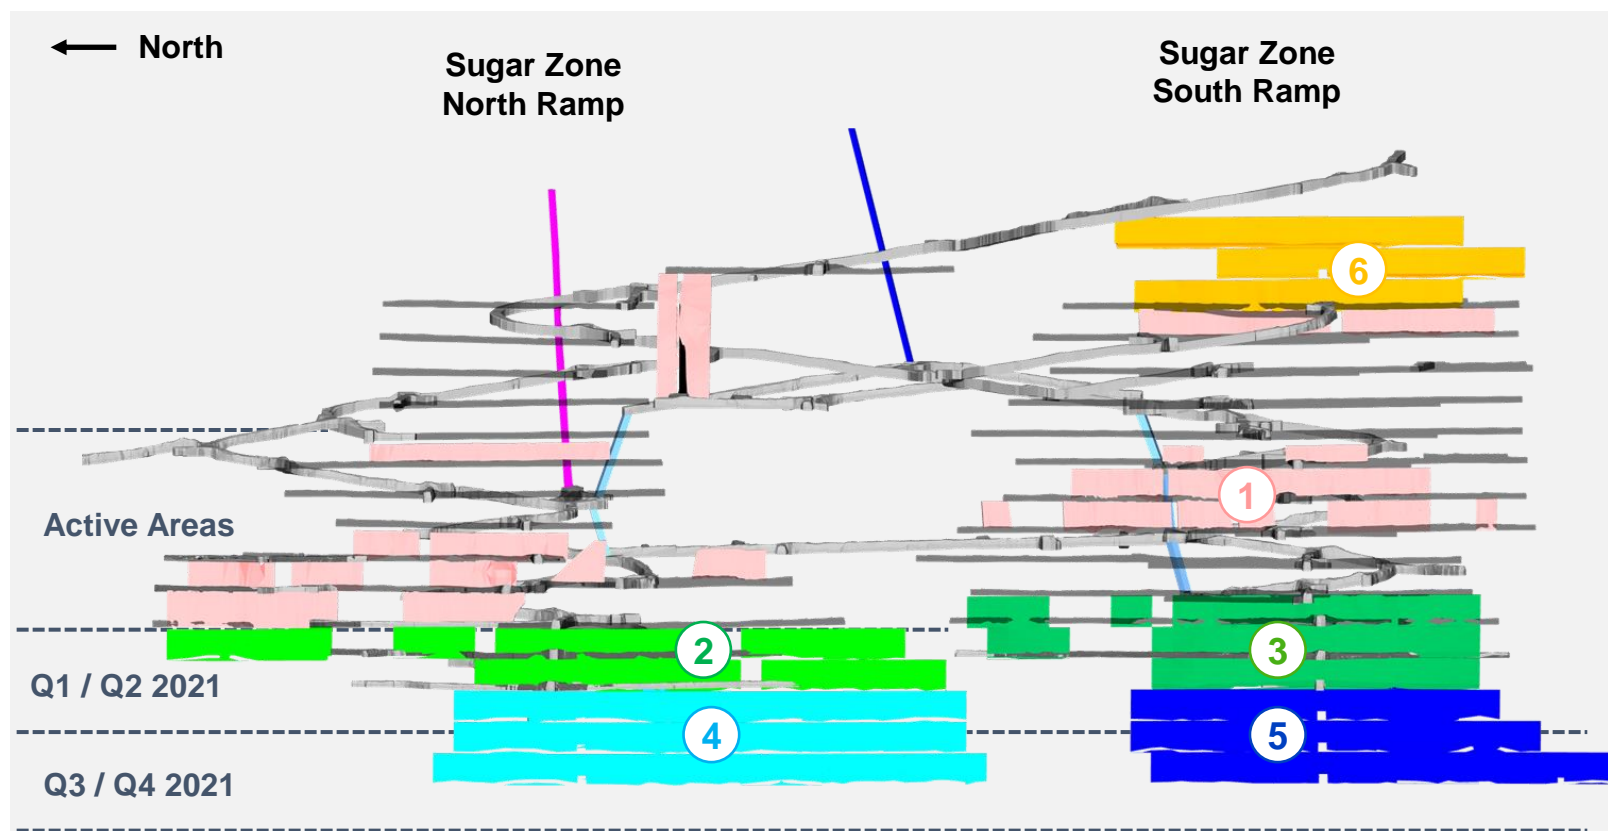 North
Sugar Zone
North Ramp
Sugar Zone
South Ramp
6
1
Active Areas
2
3
Q1 / Q2 2021
4
5
Q3 / Q4 2021